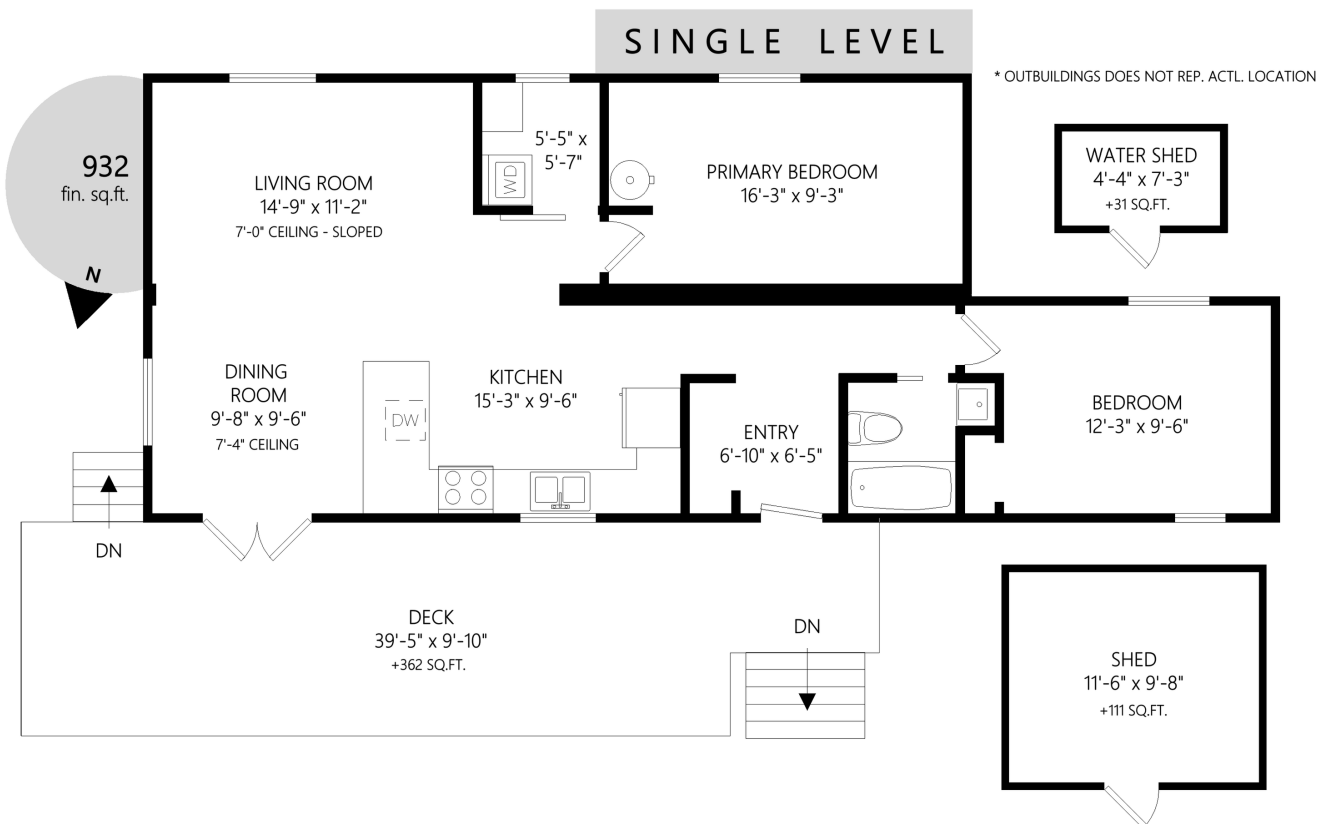 SINGLE LEVEL
* OUTBUILDINGS DOES NOT REP. ACTL. LOCATION
932
fin. sq.ft.
N
LIVING ROOM
14'-9" x 11'-2"
7'-0" CEILING - SLOPED
5'-5" x
5'-7"
WD
PRIMARY BEDROOM
16'-3" x 9'-3"
WATER SHED
4'-4" x 7'-3"
+31 SQ.FT.
DINING
ROOM
9'-8" x 9'-6"
7'-4" CEILING
DW
KITCHEN
15'-3" x 9'-6"
ENTRY
6'-10" x 6'-5"
BEDROOM
12'-3" x 9'-6"
DN
DECK
39'-5" x 9'-10"
+362 SQ.FT.
DN
SHED
11'-6" x 9'-8"
+111 SQ.FT.